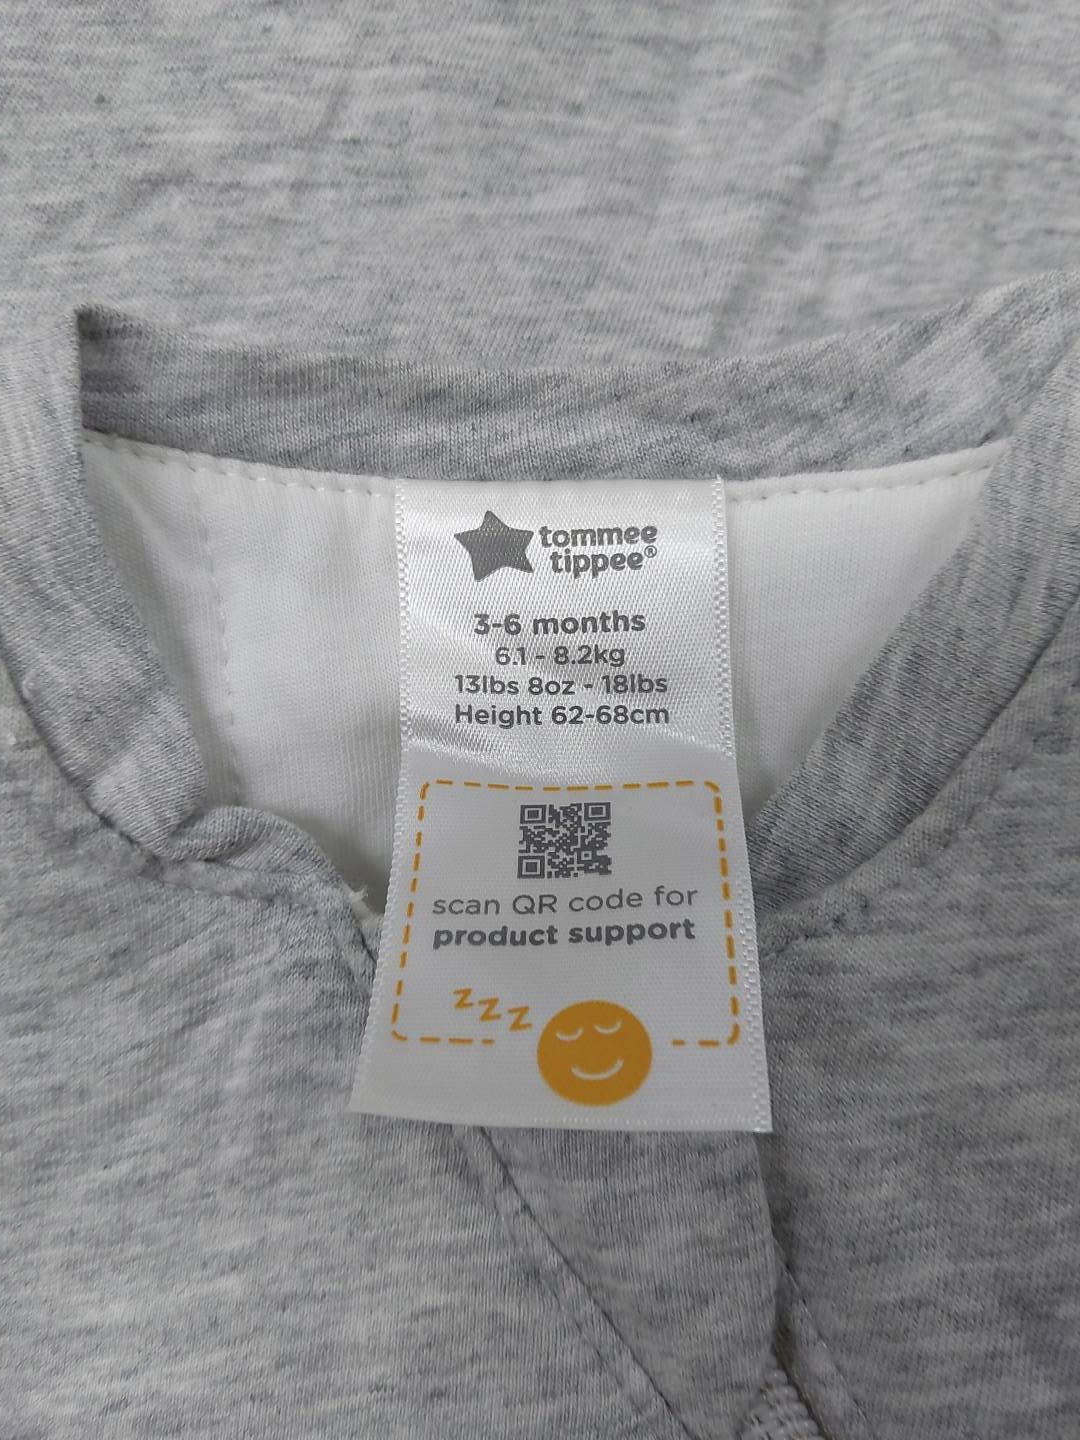 tommee
tippee®
3-6 months
6.1 - 8.2kg
13lbs 8oz - 18lbs
Height 62-68cm
scan QR code for
product support
z z z